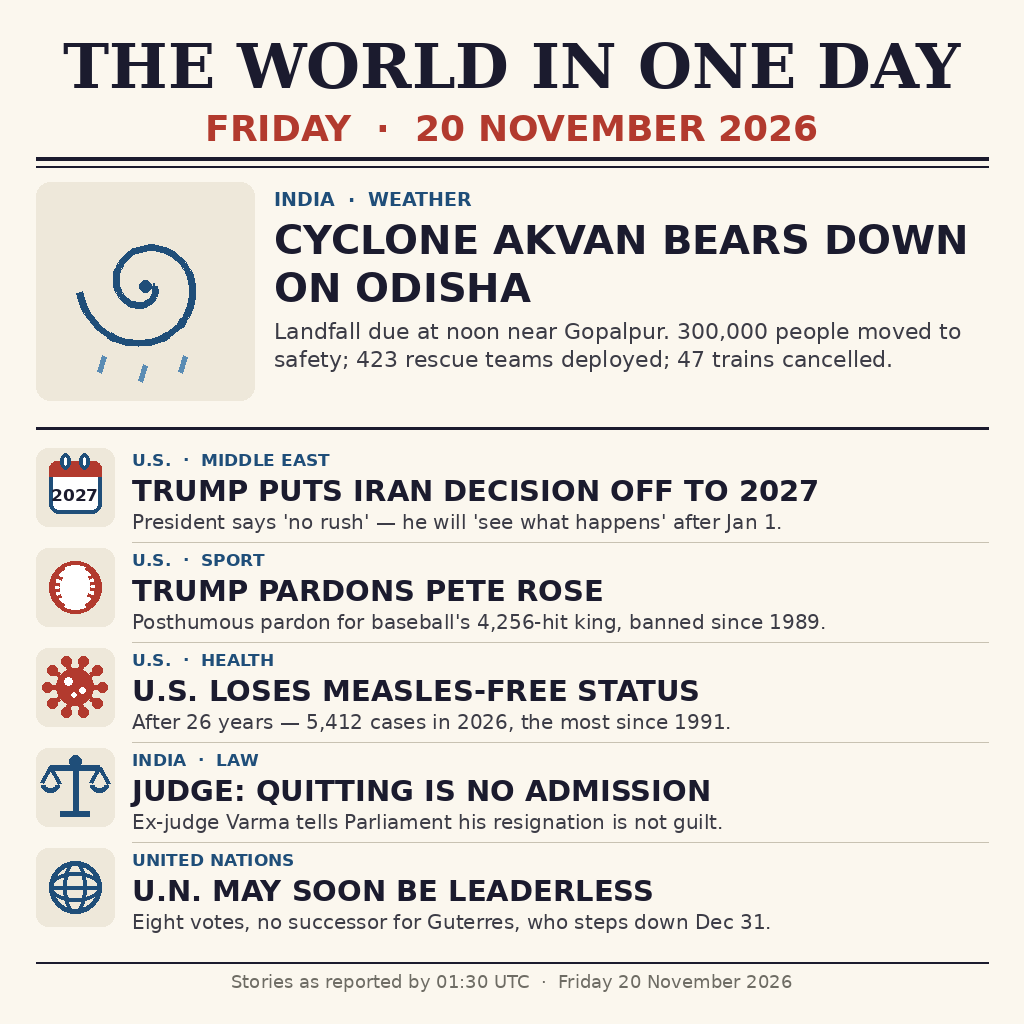 THE WORLD IN ONE DAY
FRIDAY · 20 NOVEMBER 2026
INDIA · WEATHER
CYCLONE AKVAN BEARS DOWN
ON ODISHA
Landfall due at noon near Gopalpur. 300,000 people moved to
safety; 423 rescue teams deployed; 47 trains cancelled.
2027
U.S. · MIDDLE EAST
TRUMP PUTS IRAN DECISION OFF TO 2027
President says 'no rush' — he will 'see what happens' after Jan 1.
U.S. · SPORT
TRUMP PARDONS PETE ROSE
Posthumous pardon for baseball's 4,256-hit king, banned since 1989.
U.S. · HEALTH
U.S. LOSES MEASLES-FREE STATUS
After 26 years — 5,412 cases in 2026, the most since 1991.
INDIA · LAW
JUDGE: QUITTING IS NO ADMISSION
Ex-judge Varma tells Parliament his resignation is not guilt.
UNITED NATIONS
U.N. MAY SOON BE LEADERLESS
Eight votes, no successor for Guterres, who steps down Dec 31.
Stories as reported by 01:30 UTC · Friday 20 November 2026